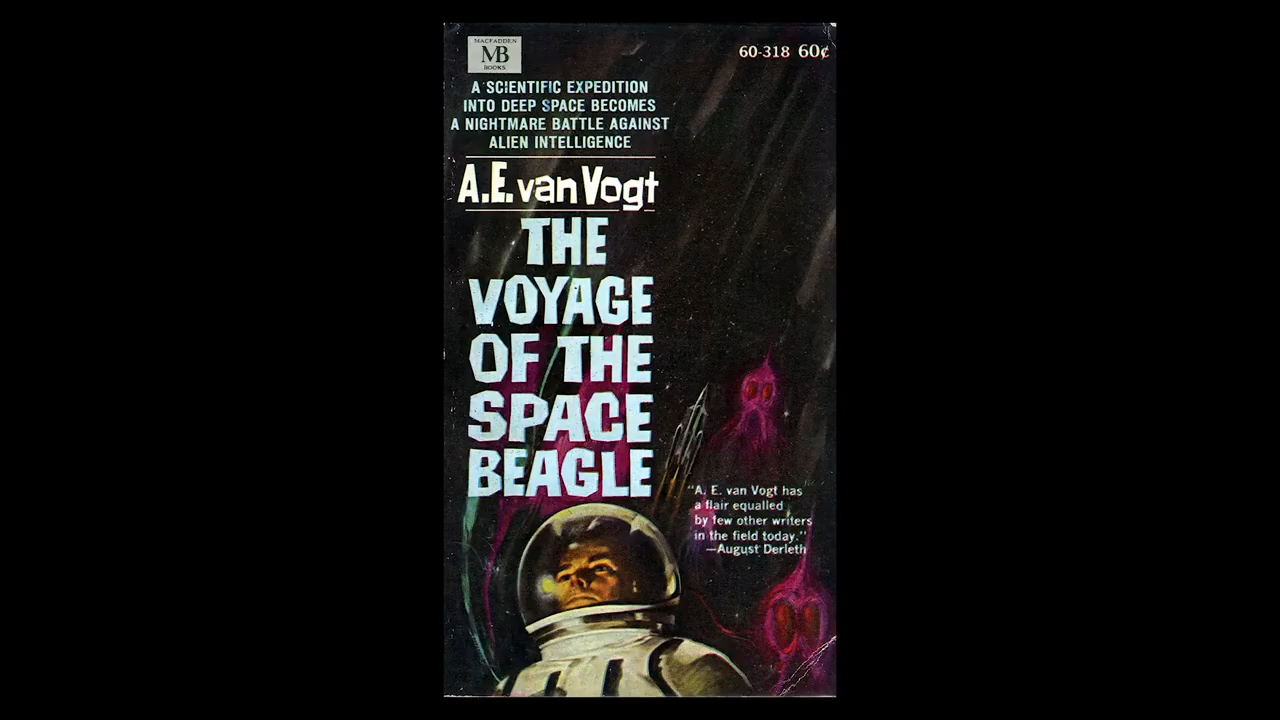 MACFADDEN
MB
BOOKS
60-318 60¢
A SCIENTIFIC EXPEDITION
INTO DEEP SPACE BECOMES
A NIGHTMARE BATTLE AGAINST
ALIEN INTELLIGENCE
A.E. van Vogt
THE
VOYAGE
OF THE
SPACE
BEAGLE
"A. E. van Vogt has
a flair equalled
by few other writers
in the field today."
—August Derleth